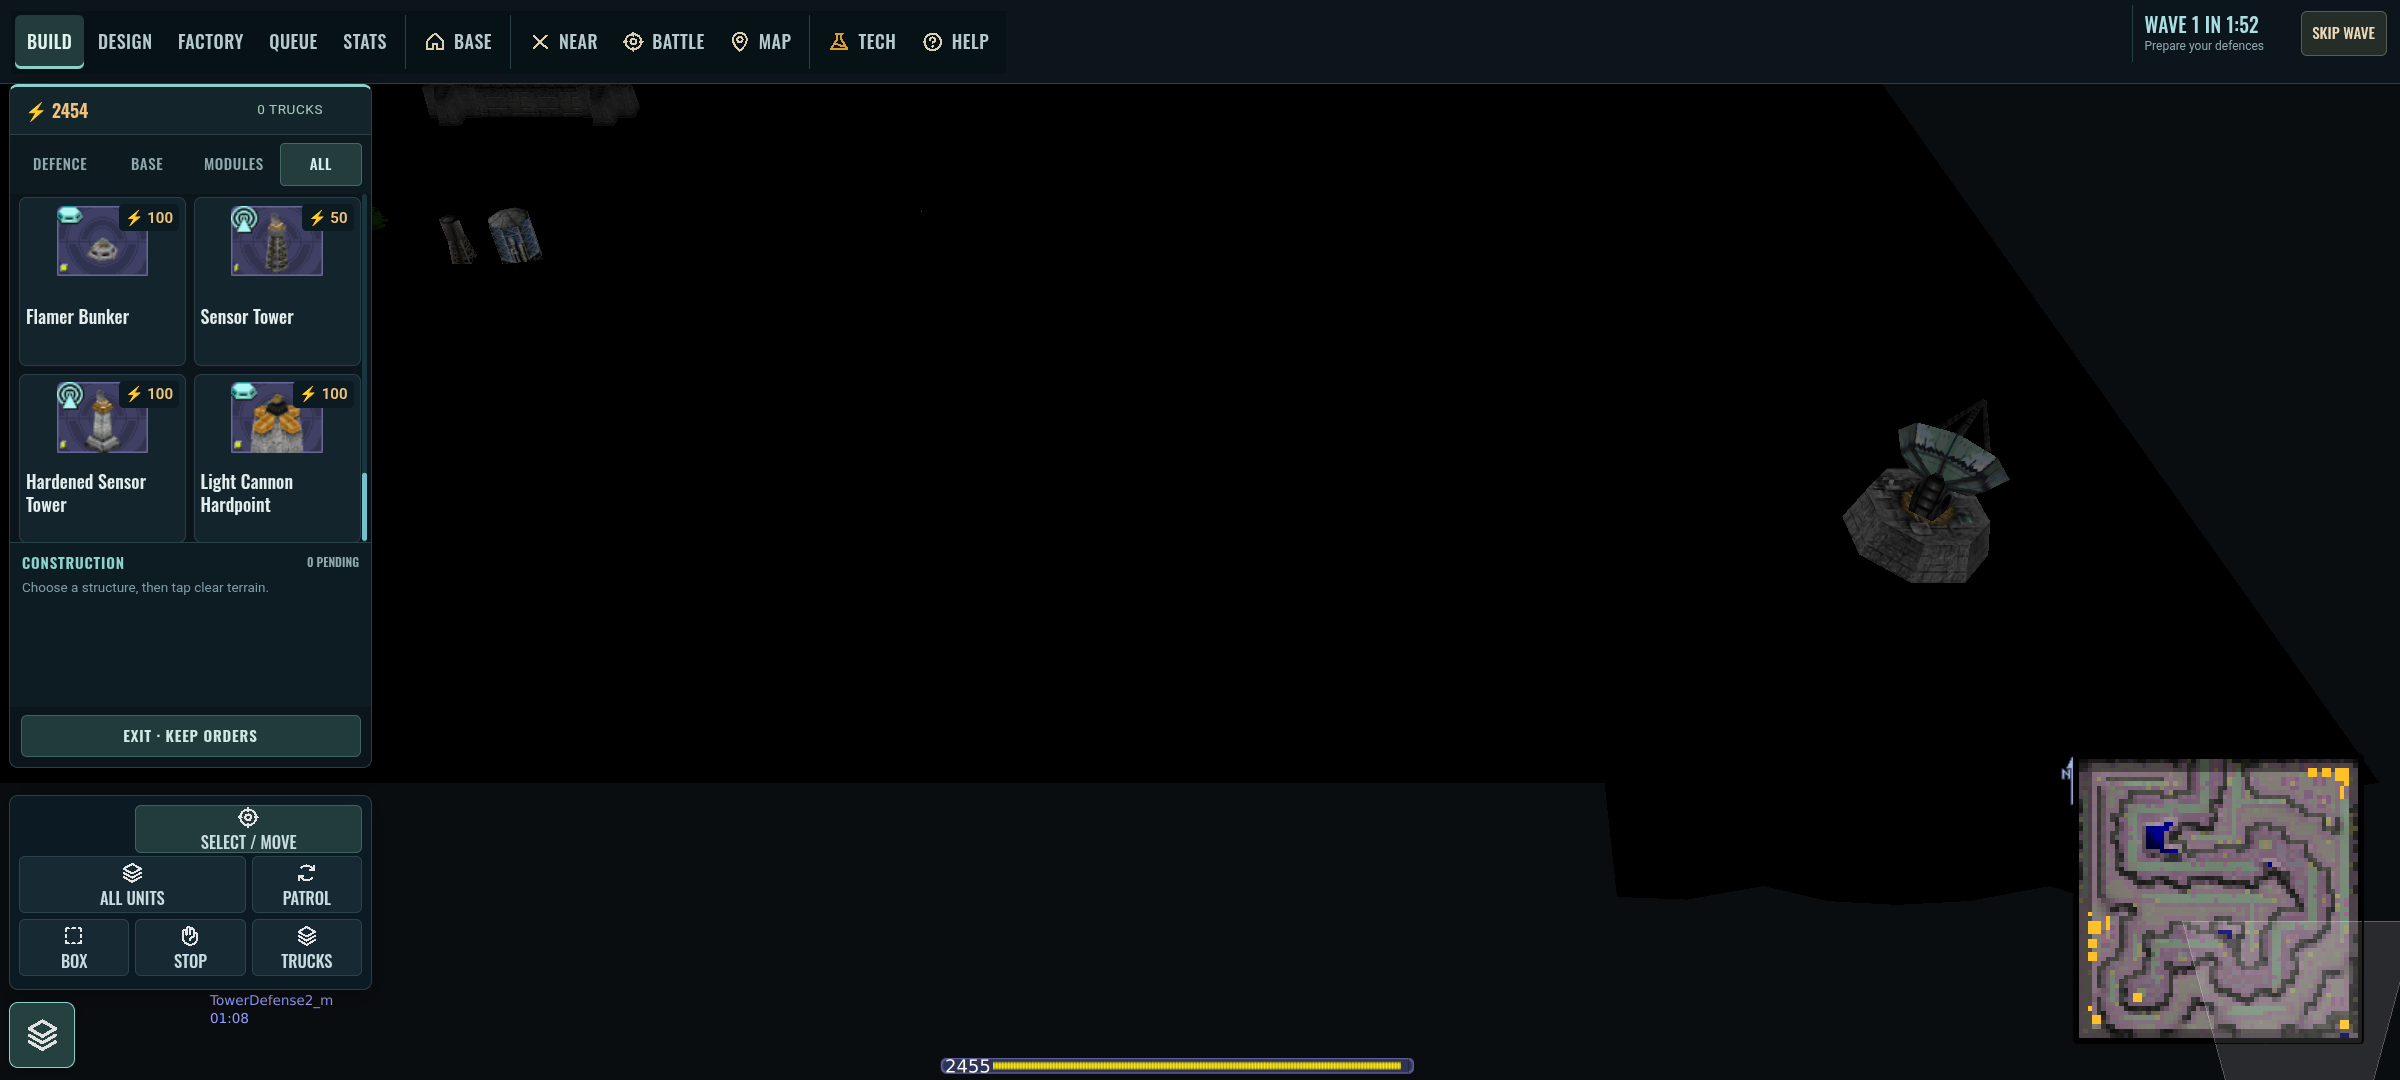 BUILD DESIGN FACTORY QUEUE STATS BASE NEAR BATTLE MAP TECH HELP
WAVE 1 IN 1:52
Prepare your defences
SKIP WAVE
2454
0 TRUCKS
DEFENCE BASE MODULES ALL
100
Flamer Bunker
50
Sensor Tower
100
Hardened Sensor
Tower
100
Light Cannon
Hardpoint
CONSTRUCTION
0 PENDING
Choose a structure, then tap clear terrain.
EXIT · KEEP ORDERS
SELECT / MOVE
ALL UNITS
PATROL
BOX
STOP
TRUCKS
TowerDefense2_m
01:08
2455
N